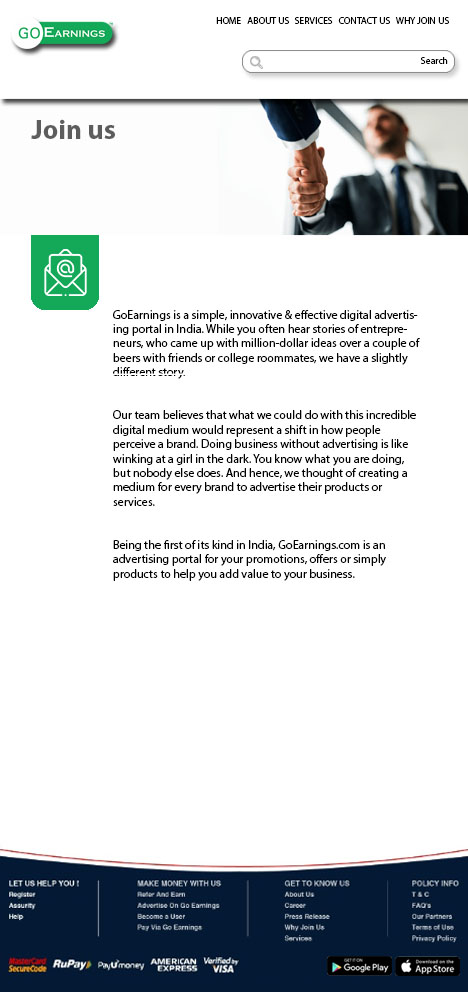 GO EARNINGS
HOME ABOUT US SERVICES CONTACT US WHY JOIN US
Search
Join us
GoEarnings is a simple, innovative & effective digital advertis-
ing portal in India. While you often hear stories of entrepre-
neurs, who came up with million-dollar ideas over a couple of
beers with friends or college roommates, we have a slightly
different story.
Our team believes that what we could do with this incredible
digital medium would represent a shift in how people
perceive a brand. Doing business without advertising is like
winking at a girl in the dark. You know what you are doing,
but nobody else does. And hence, we thought of creating a
medium for every brand to advertise their products or
services.
Being the first of its kind in India, GoEarnings.com is an
advertising portal for your promotions, offers or simply
products to help you add value to your business.
LET US HELP YOU !
Register
Assurity
Help
MAKE MONEY WITH US
Refer And Earn
Advertise On Go Earnings
Become a User
Pay Via Go Earnings
GET TO KNOW US
About Us
Career
Press Release
Why Join Us
Services
POLICY INFO
T & C
FAQ's
Our Partners
Terms of Use
Privacy Policy
MasterCard
SecureCode
RuPay
PayUmoney
AMERICAN
EXPRESS
Verified by
VISA
GET IT ON
Google Play
Download on the
App Store